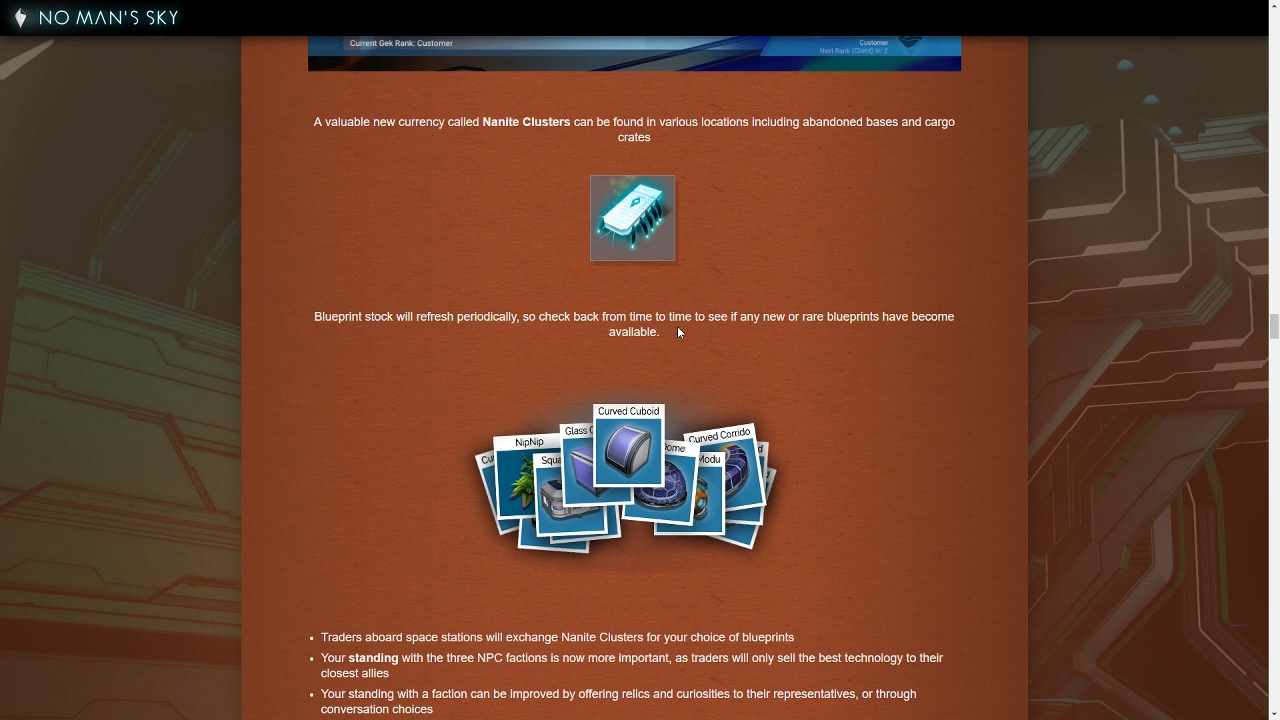 NO MAN'S SKY
Current Gek Rank: Customer
Customer
Next Rank (Client) in: 2
A valuable new currency called Nanite Clusters can be found in various locations including abandoned bases and cargo
crates
Blueprint stock will refresh periodically, so check back from time to time to see if any new or rare blueprints have become
available.
Curved Cuboid
NipNip
Glass C
Curved Corrido
Squa
Dome
Modu
d
Cu
• Traders aboard space stations will exchange Nanite Clusters for your choice of blueprints
• Your standing with the three NPC factions is now more important, as traders will only sell the best technology to their
closest allies
• Your standing with a faction can be improved by offering relics and curiosities to their representatives, or through
conversation choices